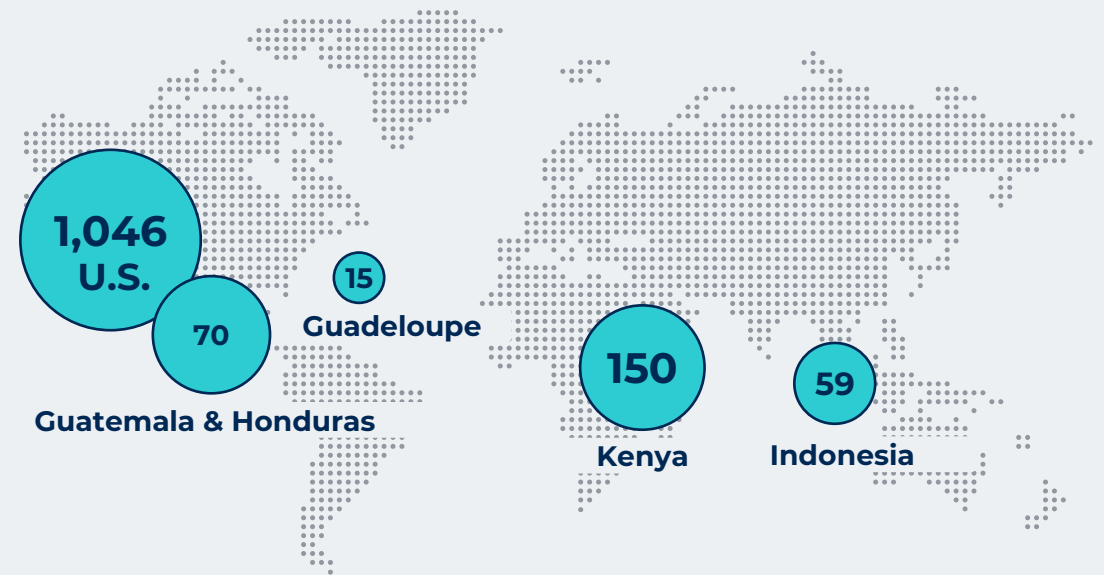 1,046
U.S.
70
Guatemala & Honduras
15
Guadeloupe
150
Kenya
59
Indonesia